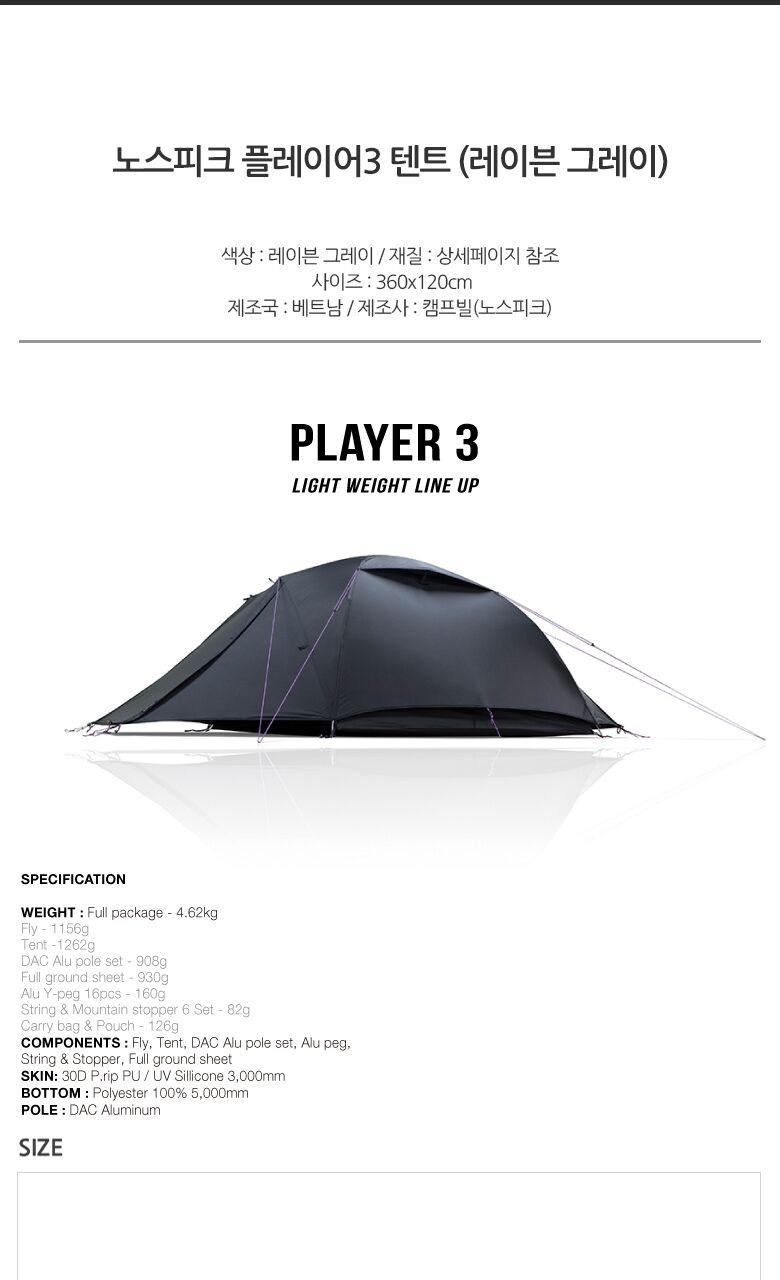 노스피크 플레이어3 텐트 (레이븐 그레이)
색상 : 레이븐 그레이 / 재질 : 상세페이지 참조
사이즈 : 360x120cm
제조국 : 베트남 / 제조사 : 캠프빌(노스피크)
PLAYER 3
LIGHT WEIGHT LINE UP
SPECIFICATION
WEIGHT : Full package - 4.62kg
Fly - 1156g
Tent -1262g
DAC Alu pole set - 908g
Full ground sheet - 930g
Alu Y-peg 16pcs - 160g
String & Mountain stopper 6 Set - 82g
Carry bag & Pouch - 126g
COMPONENTS : Fly, Tent, DAC Alu pole set, Alu peg,
String & Stopper, Full ground sheet
SKIN: 30D P.rip PU / UV Sillicone 3,000mm
BOTTOM : Polyester 100% 5,000mm
POLE : DAC Aluminum
SIZE